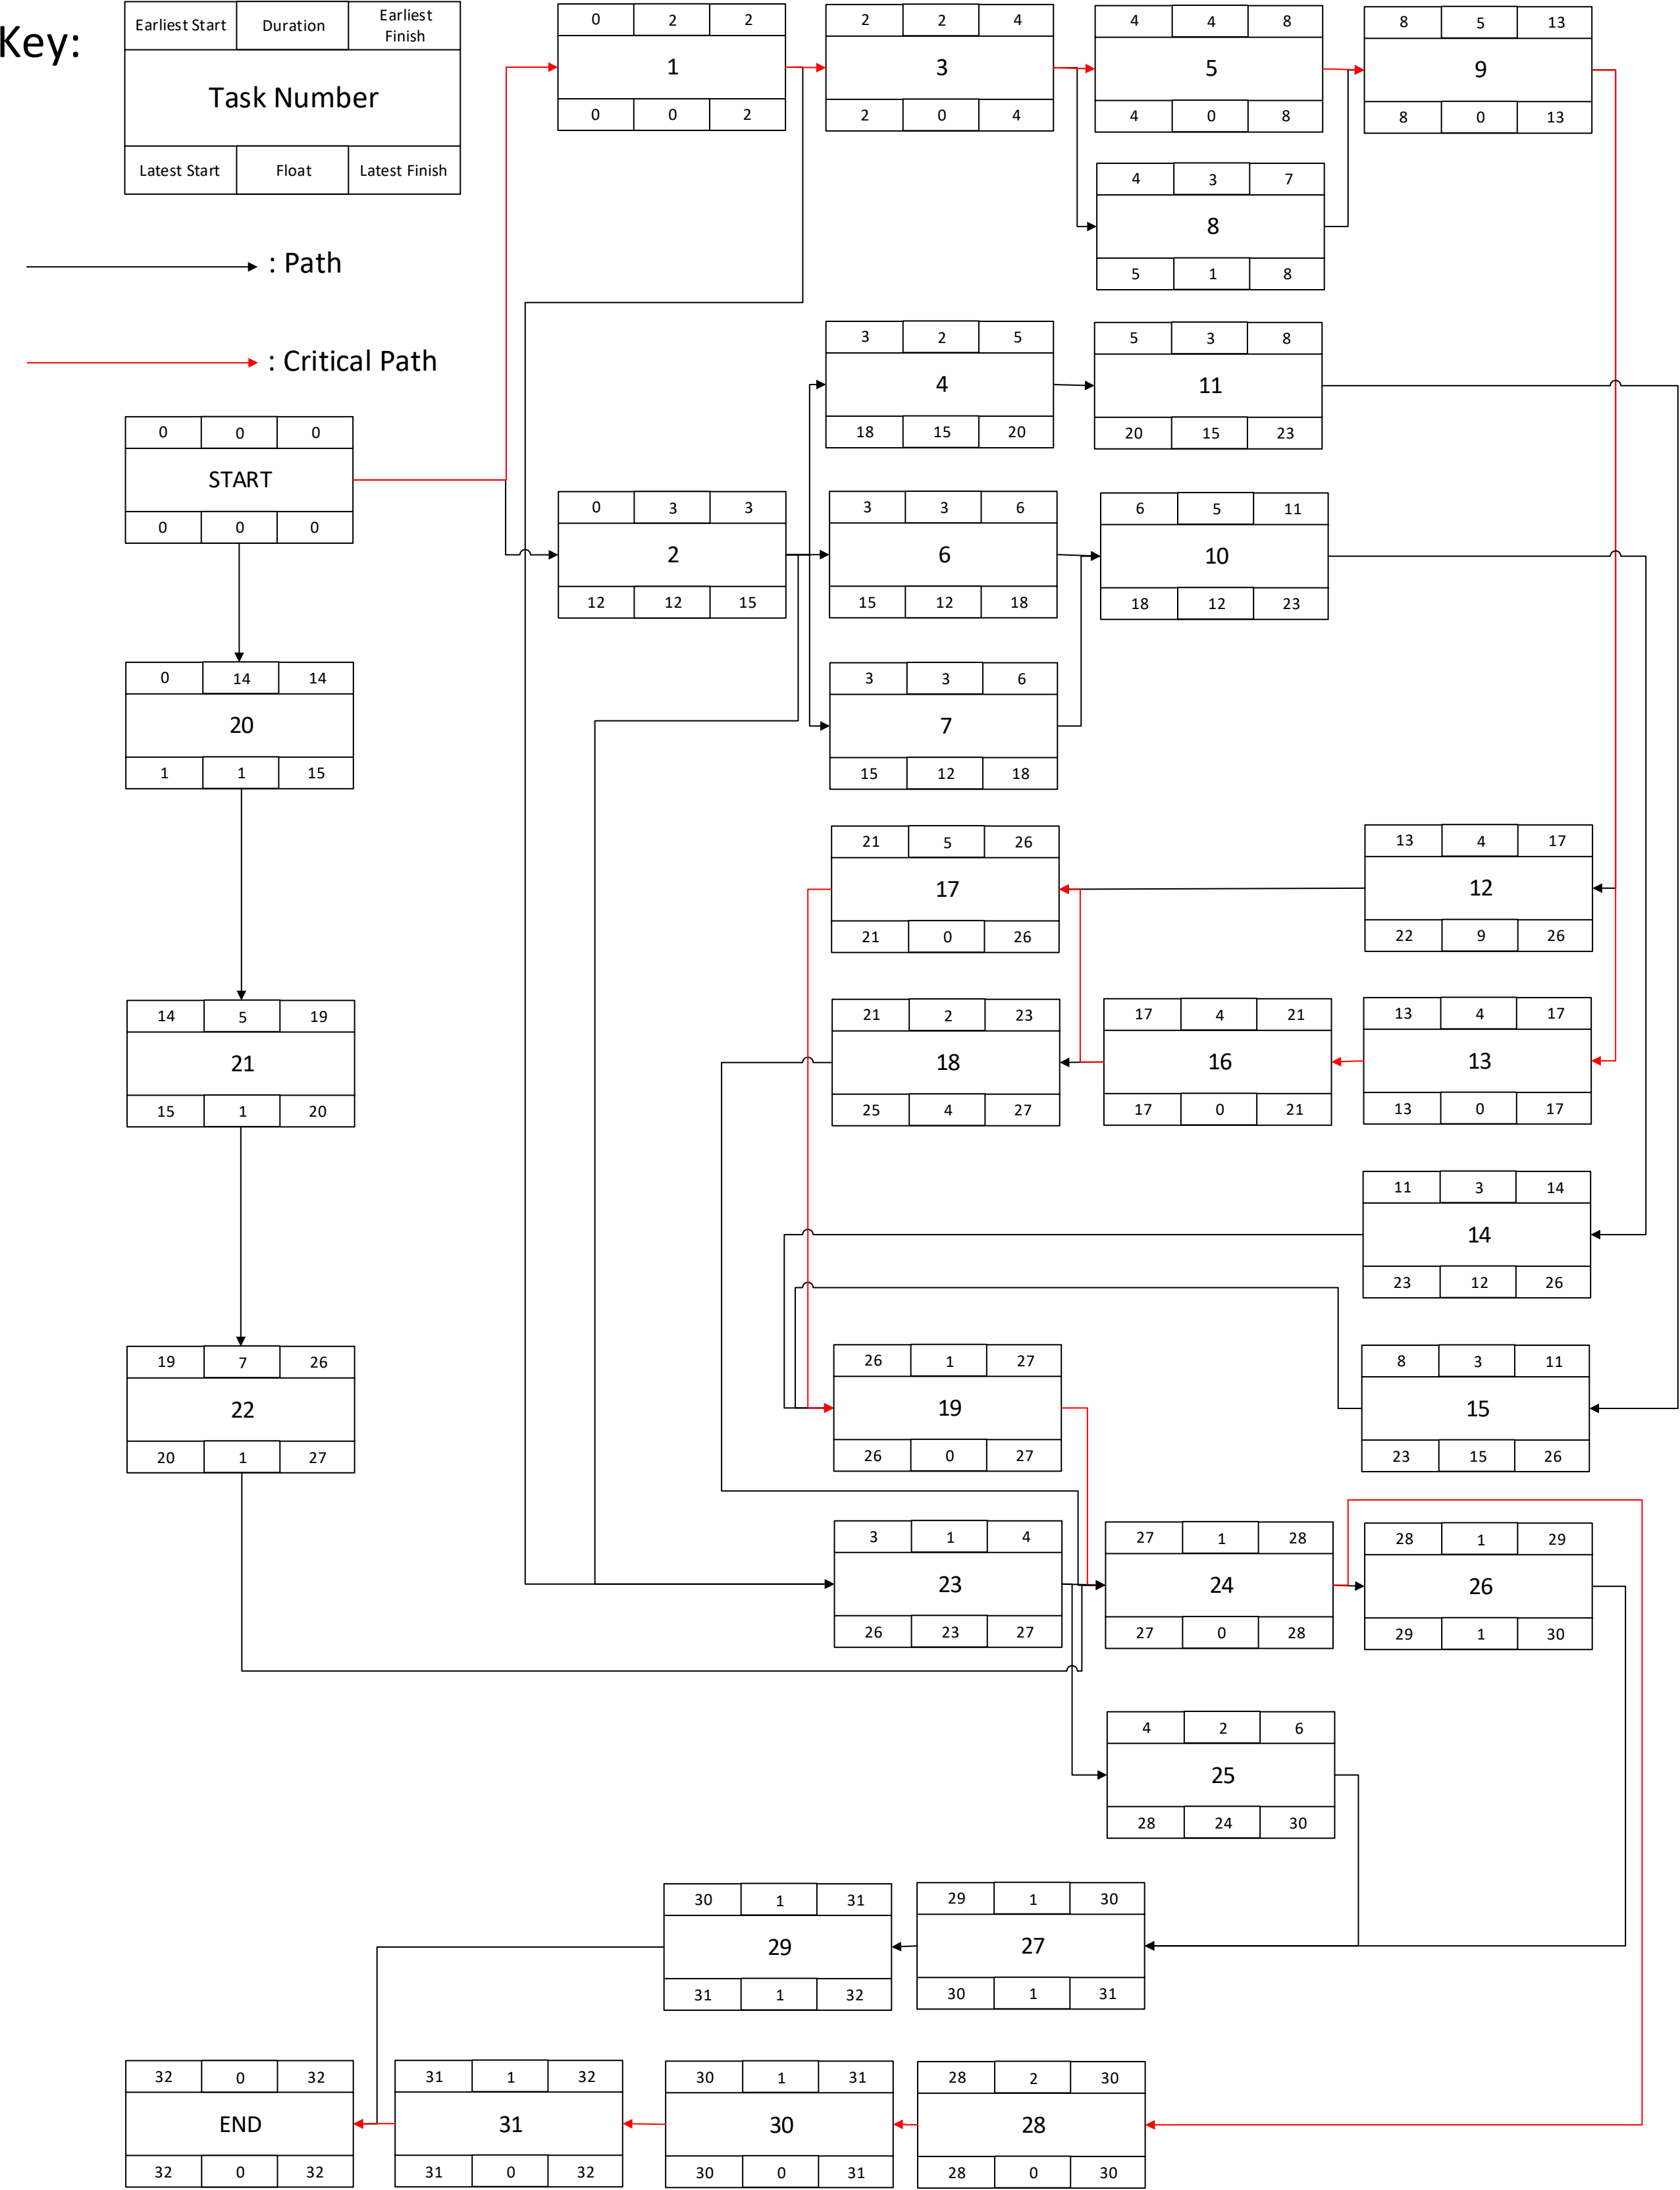 Key:
Earliest Start Duration Earliest Finish
Task Number
Latest Start Float Latest Finish
: Path
: Critical Path
0 2 2
1
0 0 2
2 2 4
3
2 0 4
4 4 8
5
4 0 8
8 5 13
9
8 0 13
4 3 7
8
5 1 8
3 2 5
4
18 15 20
5 3 8
11
20 15 23
0 0 0
START
0 0 0
0 3 3
2
12 12 15
3 3 6
6
15 12 18
6 5 11
10
18 12 23
0 14 14
20
1 1 15
3 3 6
7
15 12 18
21 5 26
17
21 0 26
13 4 17
12
22 9 26
14 5 19
21
15 1 20
21 2 23
18
25 4 27
17 4 21
16
17 0 21
13 4 17
13
13 0 17
11 3 14
14
23 12 26
19 7 26
22
20 1 27
26 1 27
19
26 0 27
8 3 11
15
23 15 26
3 1 4
23
26 23 27
27 1 28
24
27 0 28
28 1 29
26
29 1 30
4 2 6
25
28 24 30
30 1 31
29
31 1 32
29 1 30
27
30 1 31
32 0 32
END
32 0 32
31 1 32
31
31 0 32
30 1 31
30
30 0 31
28 2 30
28
28 0 30